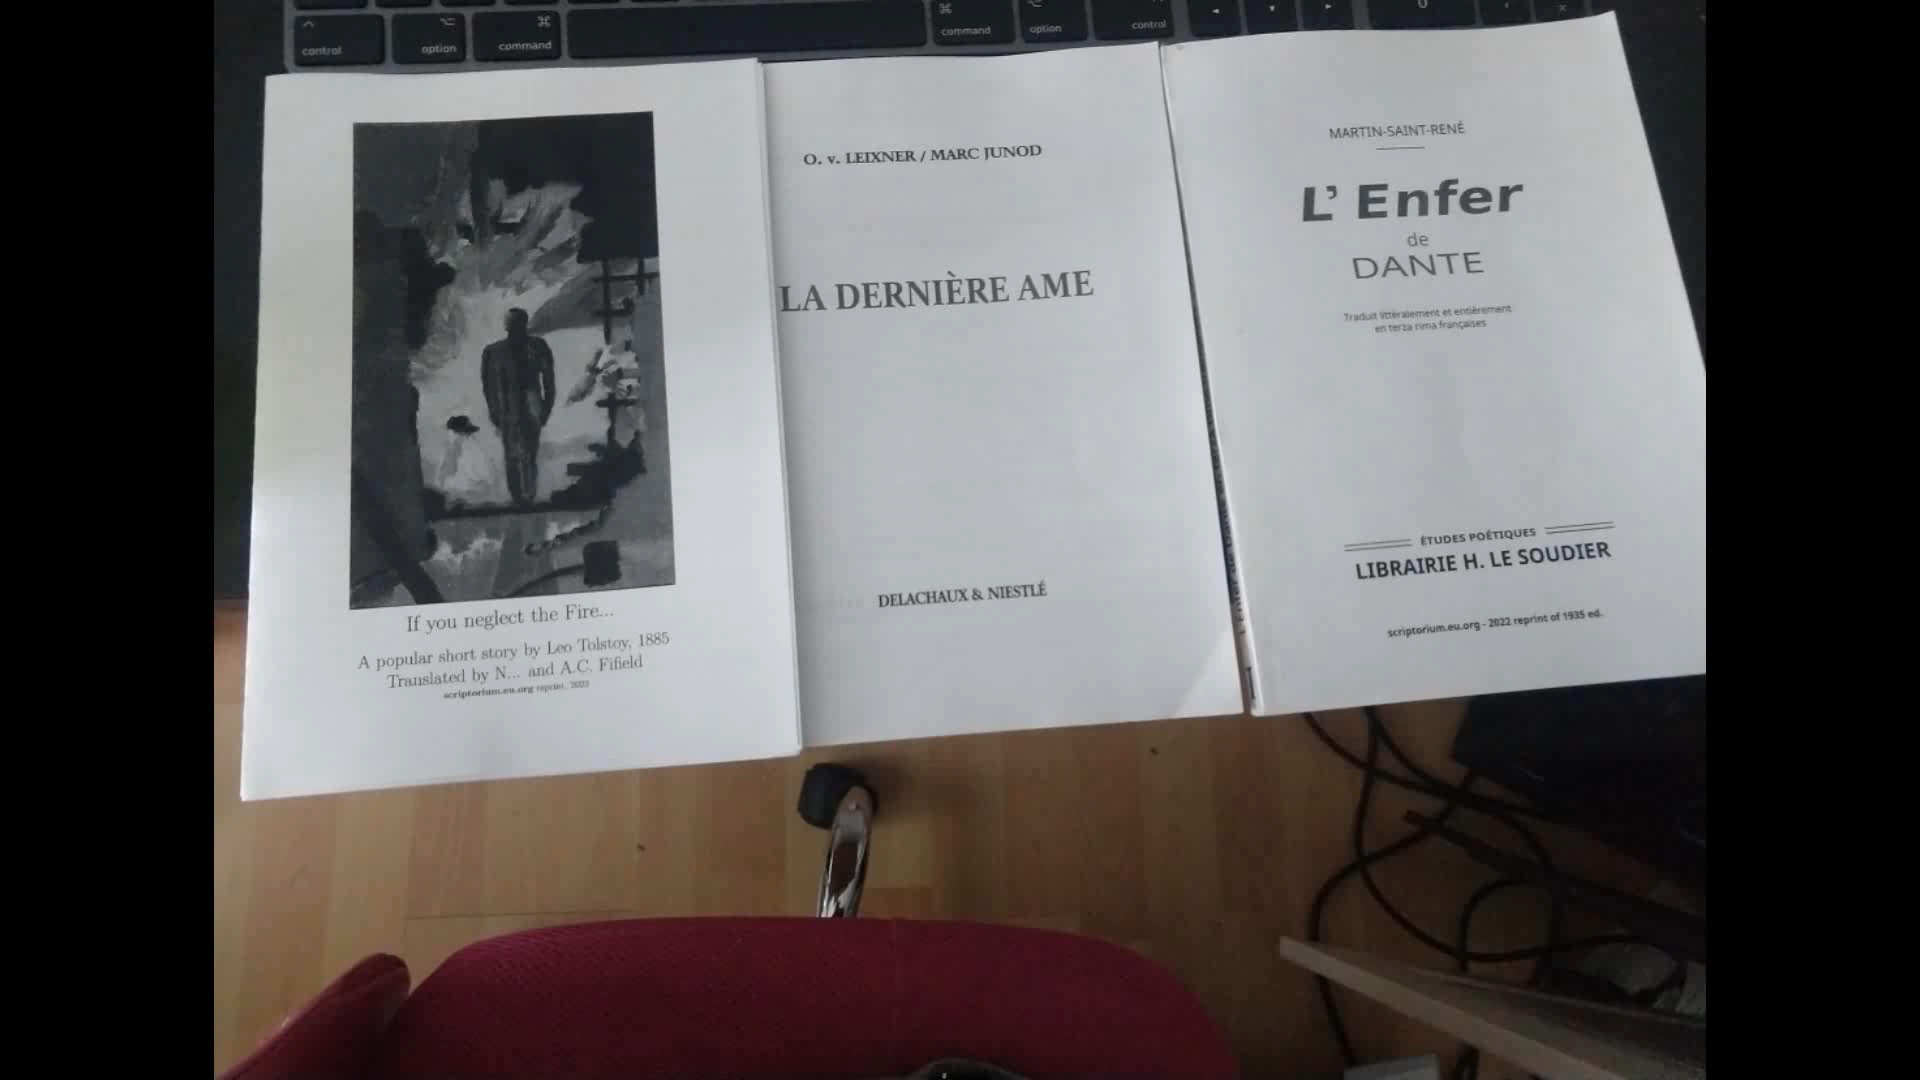 control
option
⌘
command
⌘
command
option
control
If you neglect the Fire...
A popular short story by Leo Tolstoy, 1885
Translated by N... and A.C. Fifield
scriptorium.eu.org reprint, 2022
O. v. LEIXNER / MARC JUNOD
LA DERNIÈRE AME
DELACHAUX & NIESTLÉ
MARTIN-SAINT-RENÉ
L’ Enfer
de
DANTE
Traduit littéralement et entièrement
en terza rima françaises
ÉTUDES POÉTIQUES
LIBRAIRIE H. LE SOUDIER
scriptorium.eu.org - 2022 reprint of 1935 ed.